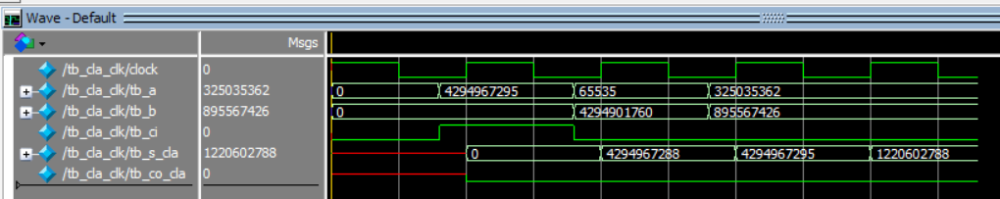 Wave - Default
Msgs
/tb_cla_clk/clock 0
/tb_cla_clk/tb_a 325035362 0 4294967295 65535 325035362
/tb_cla_clk/tb_b 895567426 0 4294901760 895567426
/tb_cla_clk/tb_ci 0
/tb_cla_clk/tb_s_cla 1220602788 0 4294967288 4294967295 1220602788
/tb_cla_clk/tb_co_cla 0